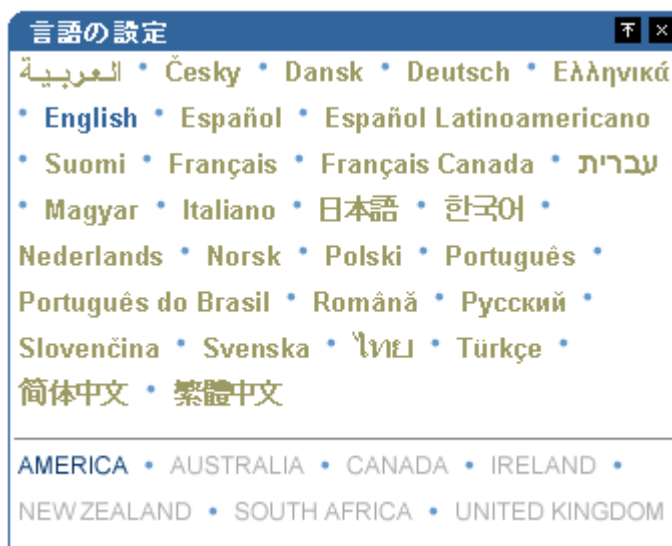 言語の設定
العربية • Česky • Dansk • Deutsch • Ελληνικά
• English • Español • Español Latinoamericano
• Suomi • Français • Français Canada • עברית
• Magyar • Italiano • 日本語 • 한국어 •
Nederlands • Norsk • Polski • Português •
Português do Brasil • Română • Русский •
Slovenčina • Svenska • ไทย • Türkçe •
简体中文 • 繁體中文
AMERICA • AUSTRALIA • CANADA • IRELAND •
NEW ZEALAND • SOUTH AFRICA • UNITED KINGDOM